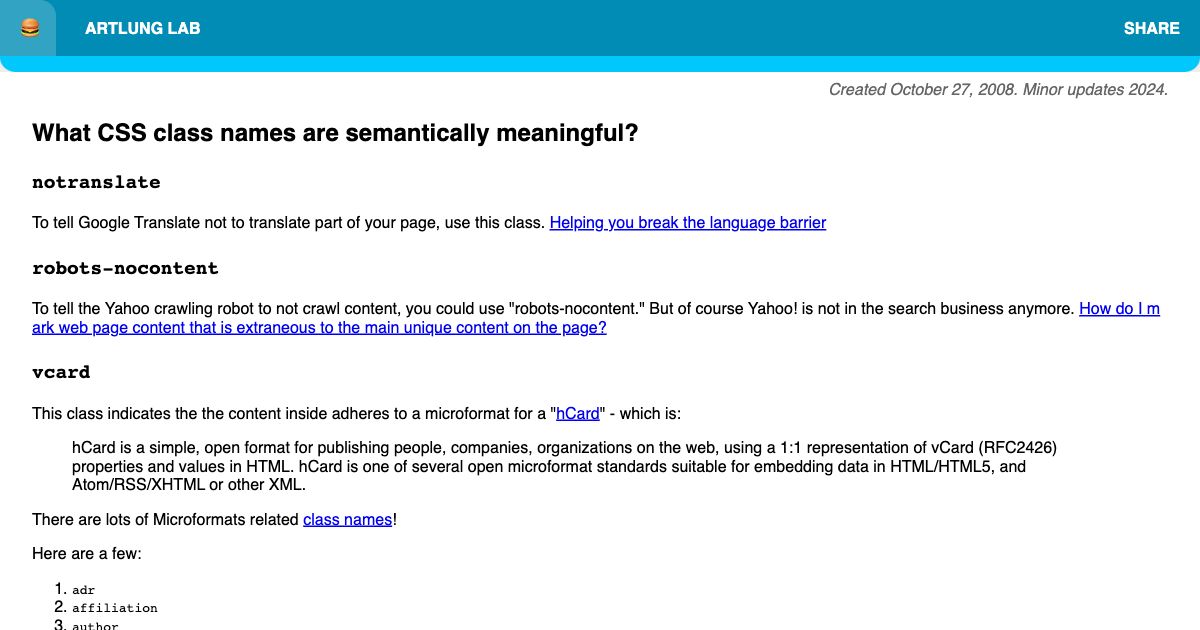 ARTLUNG LAB
SHARE
Created October 27, 2008. Minor updates 2024.
What CSS class names are semantically meaningful?
notranslate
To tell Google Translate not to translate part of your page, use this class. Helping you break the language barrier
robots-nocontent
To tell the Yahoo crawling robot to not crawl content, you could use "robots-nocontent." But of course Yahoo! is not in the search business anymore. How do I m
ark web page content that is extraneous to the main unique content on the page?
vcard
This class indicates the the content inside adheres to a microformat for a "hCard" - which is:
hCard is a simple, open format for publishing people, companies, organizations on the web, using a 1:1 representation of vCard (RFC2426)
properties and values in HTML. hCard is one of several open microformat standards suitable for embedding data in HTML/HTML5, and
Atom/RSS/XHTML or other XML.
There are lots of Microformats related class names!
Here are a few:
1. adr
2. affiliation
3. author